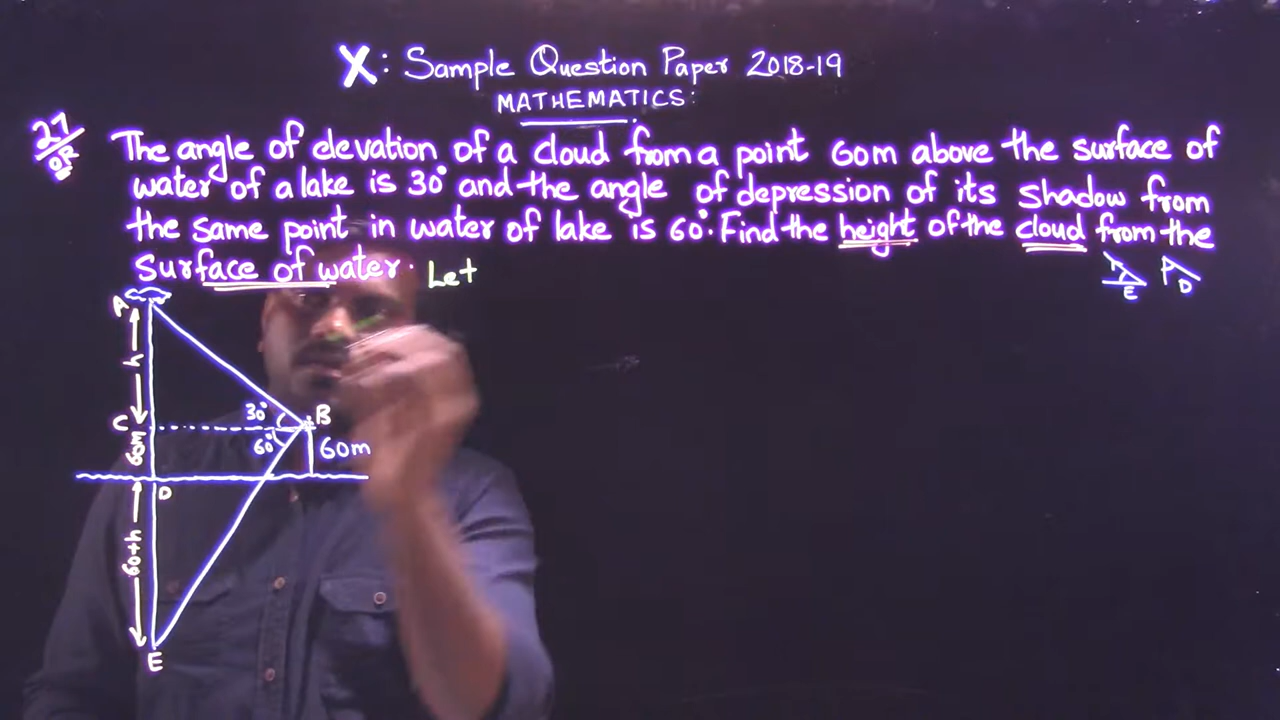 X: Sample Question Paper 2018-19
MATHEMATICS:
27/OR The angle of elevation of a cloud from a point 60m above the surface of
water of a lake is 30° and the angle of depression of its shadow from
the same point in water of lake is 60°. Find the height of the cloud from the
surface of water. Let
E D
A
h
30°
C B
60m 60° 60m
D
60+h
E